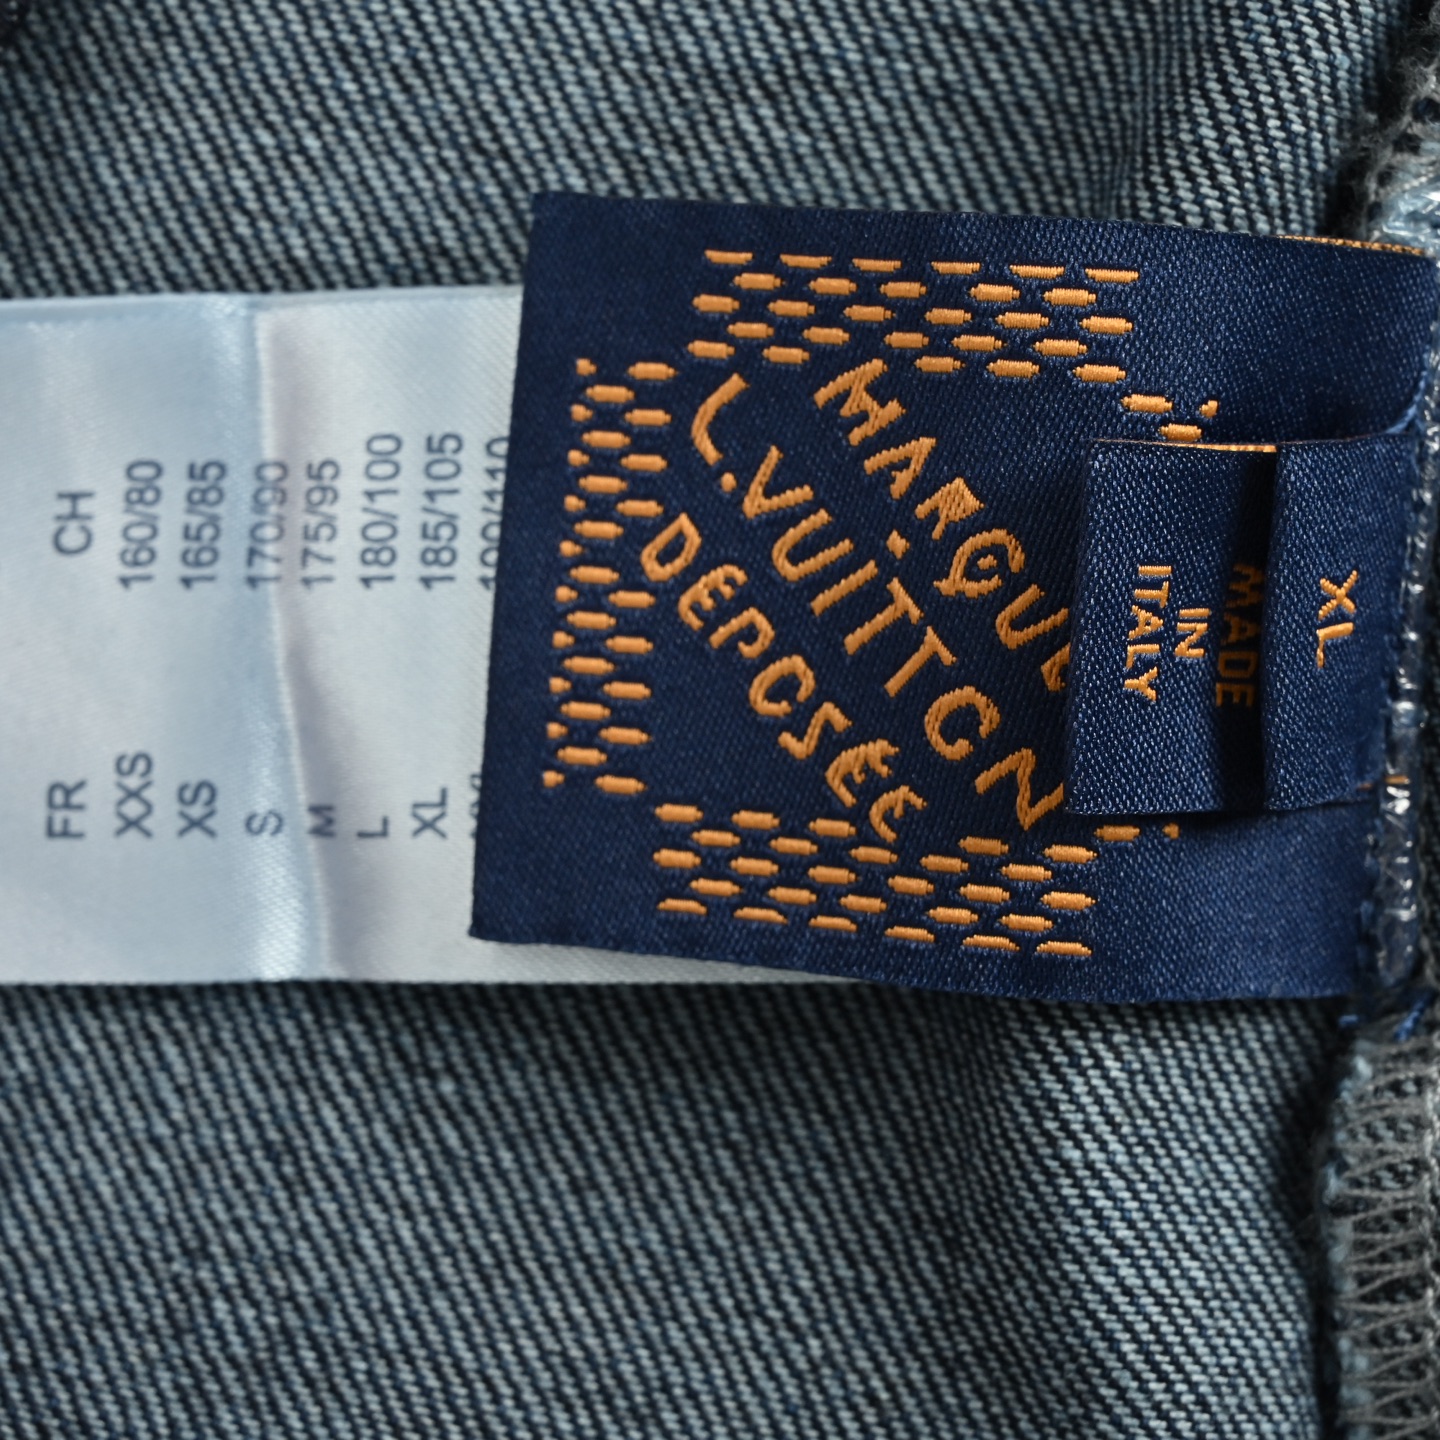 MARQUE
L.VUITTON
DÉPOSÉE
MADE
IN
ITALY
XL
FR CH
XXS 160/80
XS 165/85
S 170/90
M 175/95
L 180/100
XL 185/105